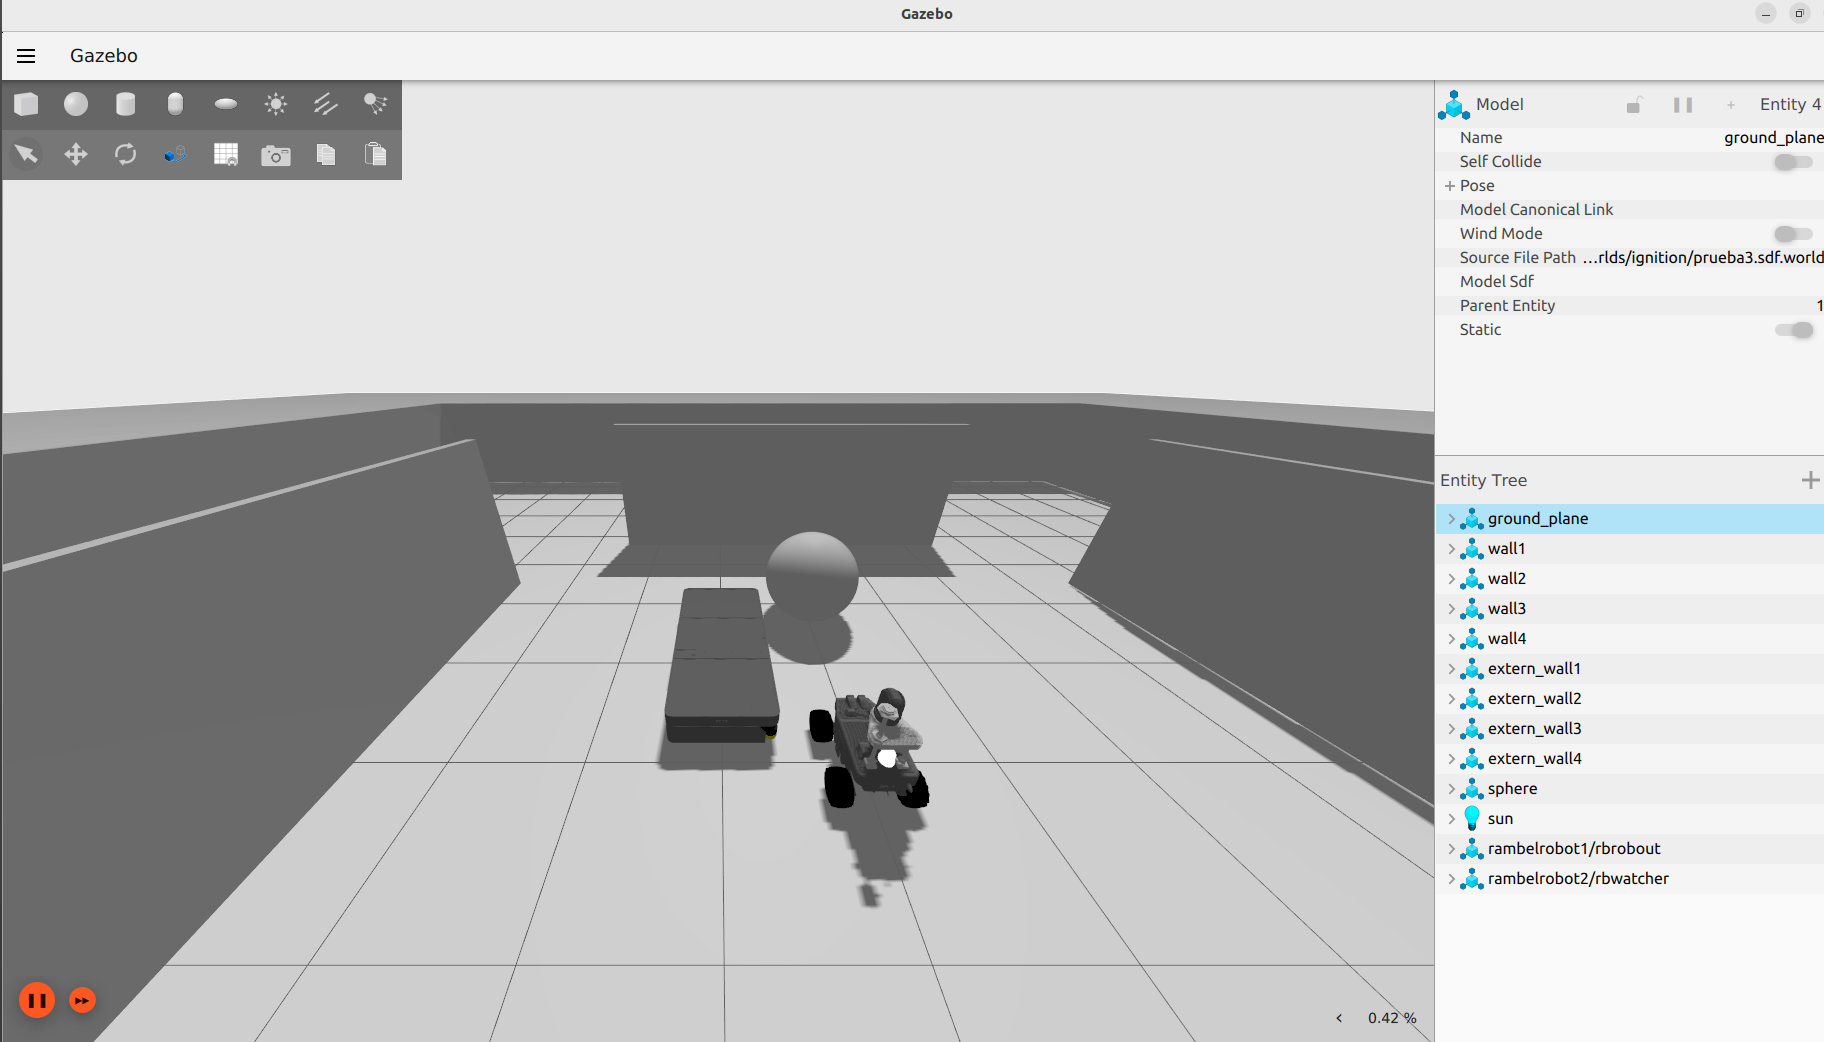 Gazebo
Gazebo
Model
Entity 4
Name
ground_plane
Self Collide
Pose
Model Canonical Link
Wind Mode
Source File Path
...rlds/ignition/prueba3.sdf.world
Model Sdf
Parent Entity
1
Static
Entity Tree
ground_plane
wall1
wall2
wall3
wall4
extern_wall1
extern_wall2
extern_wall3
extern_wall4
sphere
sun
rambelrobot1/rbrobout
rambelrobot2/rbwatcher
0.42 %